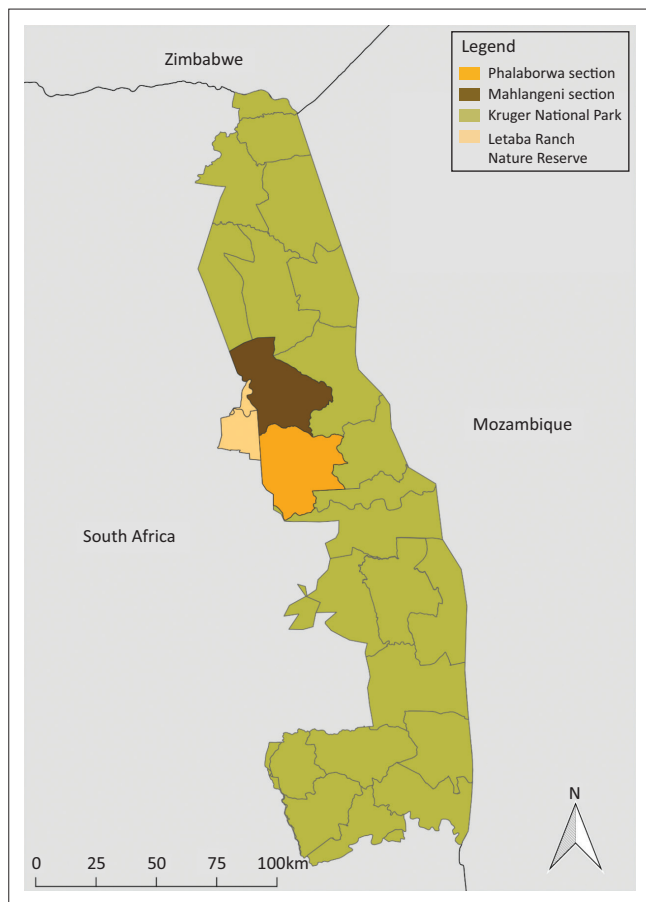 Zimbabwe
Legend
Phalaborwa section
Mahlangeni section
Kruger National Park
Letaba Ranch
Nature Reserve
Mozambique
South Africa
N
0 25 50 75 100km